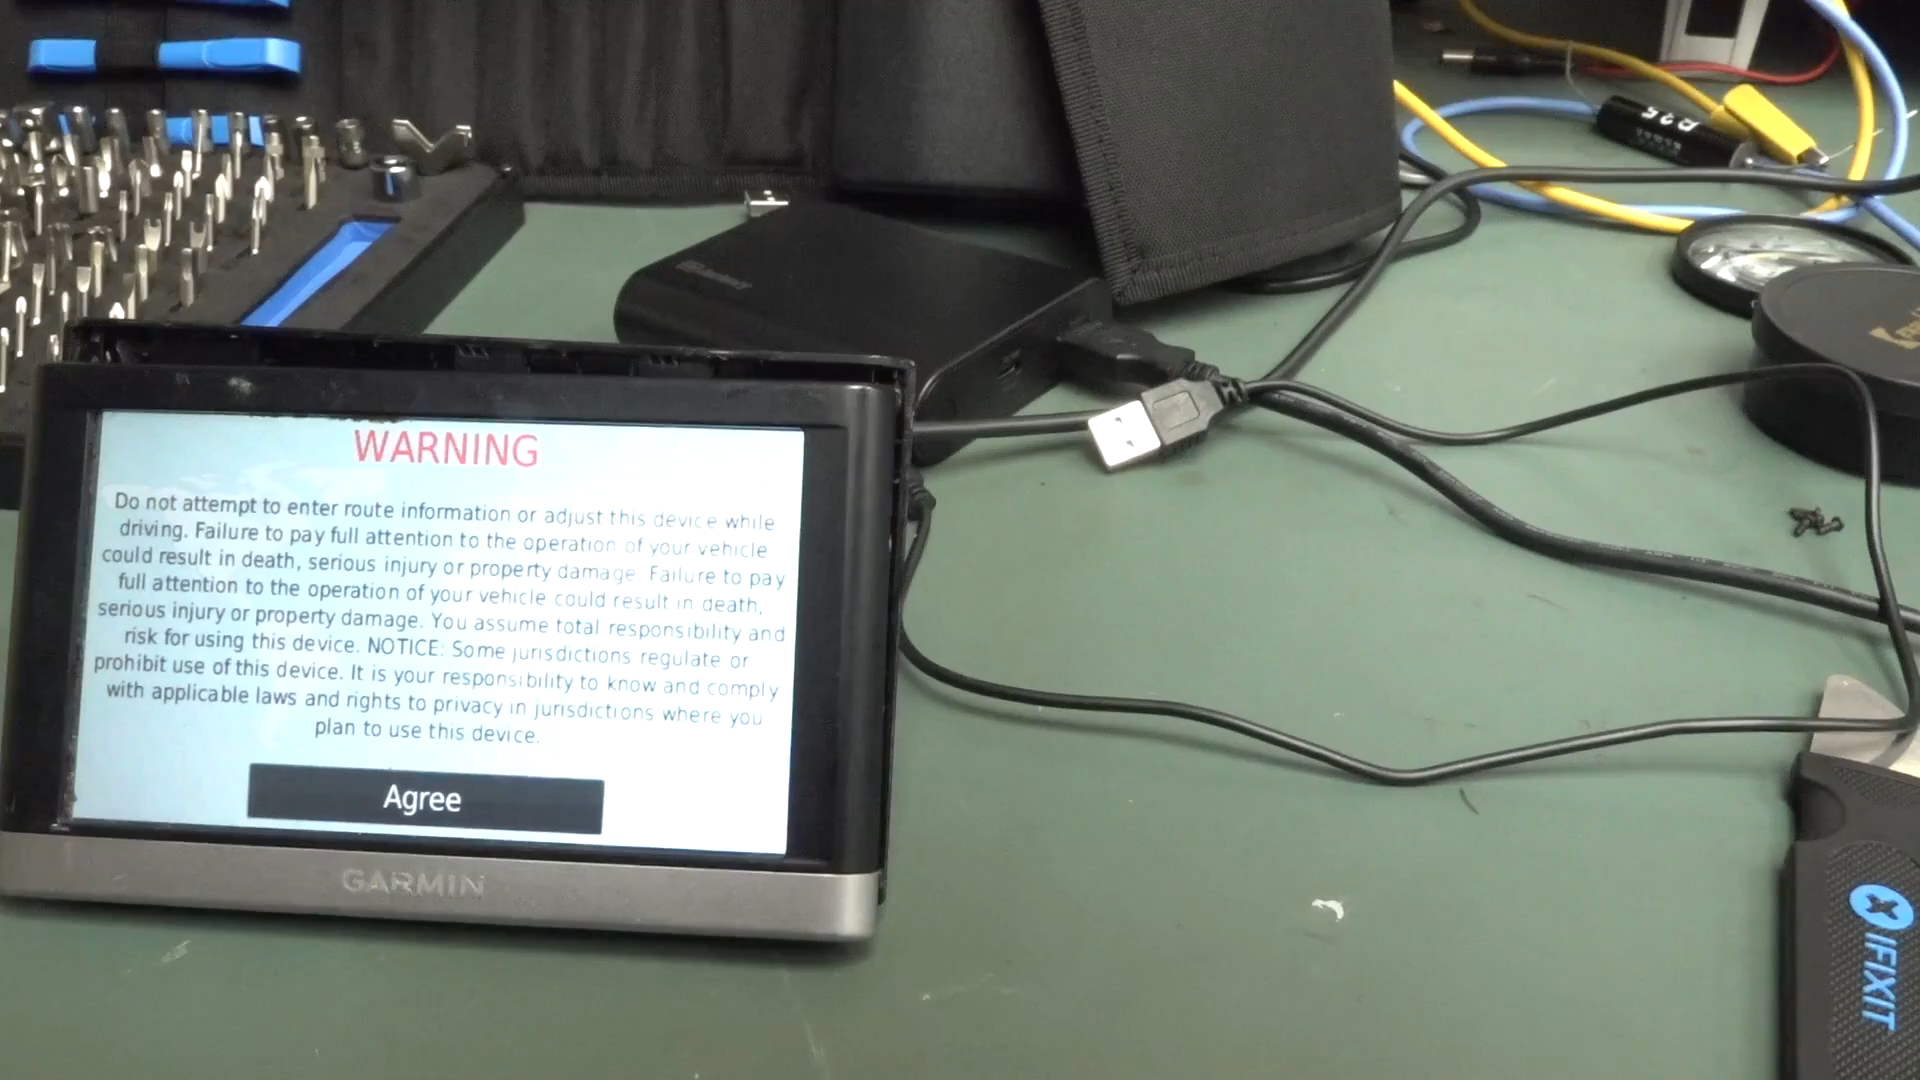 WARNING
Do not attempt to enter route information or adjust this device while
driving. Failure to pay full attention to the operation of your vehicle
could result in death, serious injury or property damage. Failure to pay
full attention to the operation of your vehicle could result in death,
serious injury or property damage. You assume total responsibility and
risk for using this device. NOTICE: Some jurisdictions regulate or
prohibit use of this device. It is your responsibility to know and comply
with applicable laws and rights to privacy in jurisdictions where you
plan to use this device.
Agree
GARMIN
R25
IFIXIT